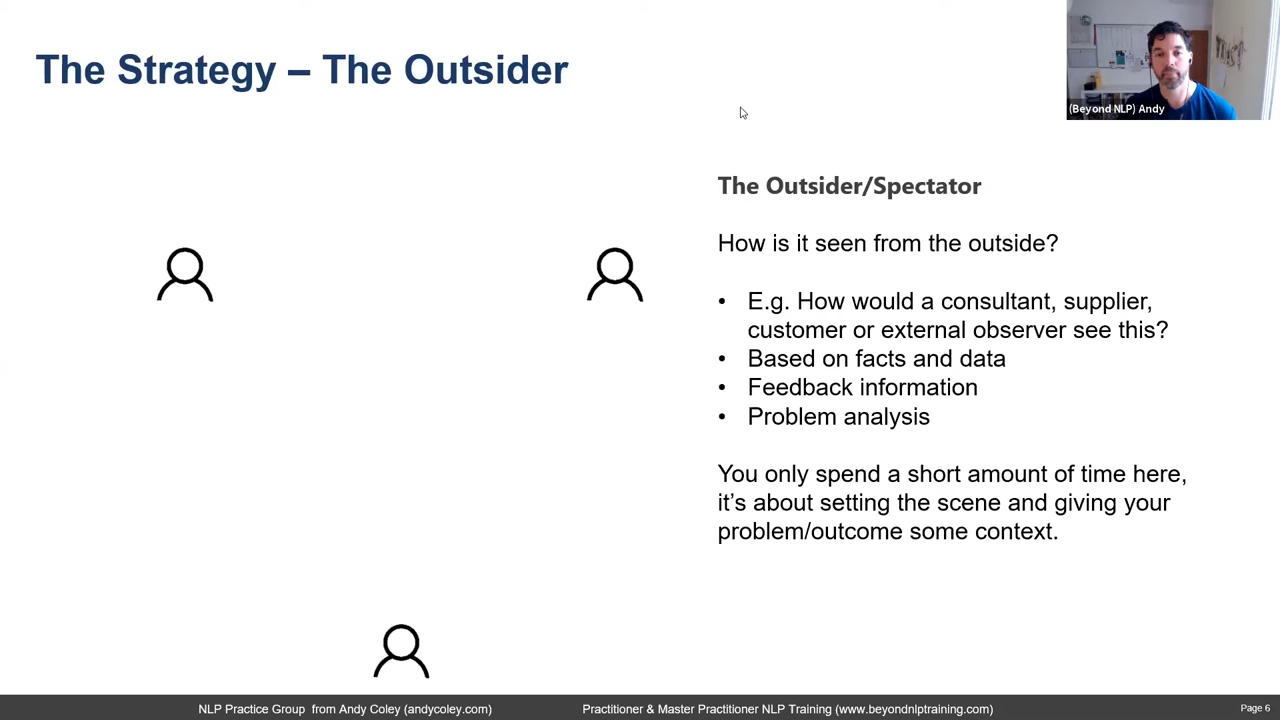 The Strategy – The Outsider
(Beyond NLP) Andy
The Outsider/Spectator
How is it seen from the outside?
• E.g. How would a consultant, supplier,
customer or external observer see this?
• Based on facts and data
• Feedback information
• Problem analysis
You only spend a short amount of time here,
it’s about setting the scene and giving your
problem/outcome some context.
NLP Practice Group from Andy Coley (andycoley.com)
Practitioner & Master Practitioner NLP Training (www.beyondnlptraining.com)
Page 6